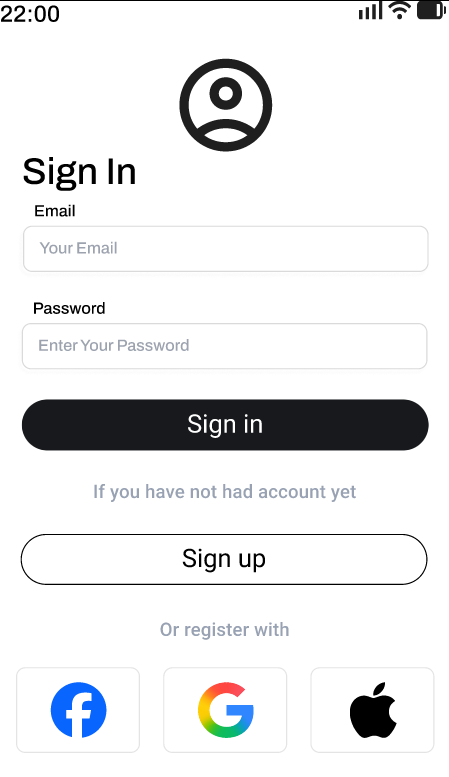 22:00
Sign In
Email
Your Email
Password
Enter Your Password
Sign in
If you have not had account yet
Sign up
Or register with